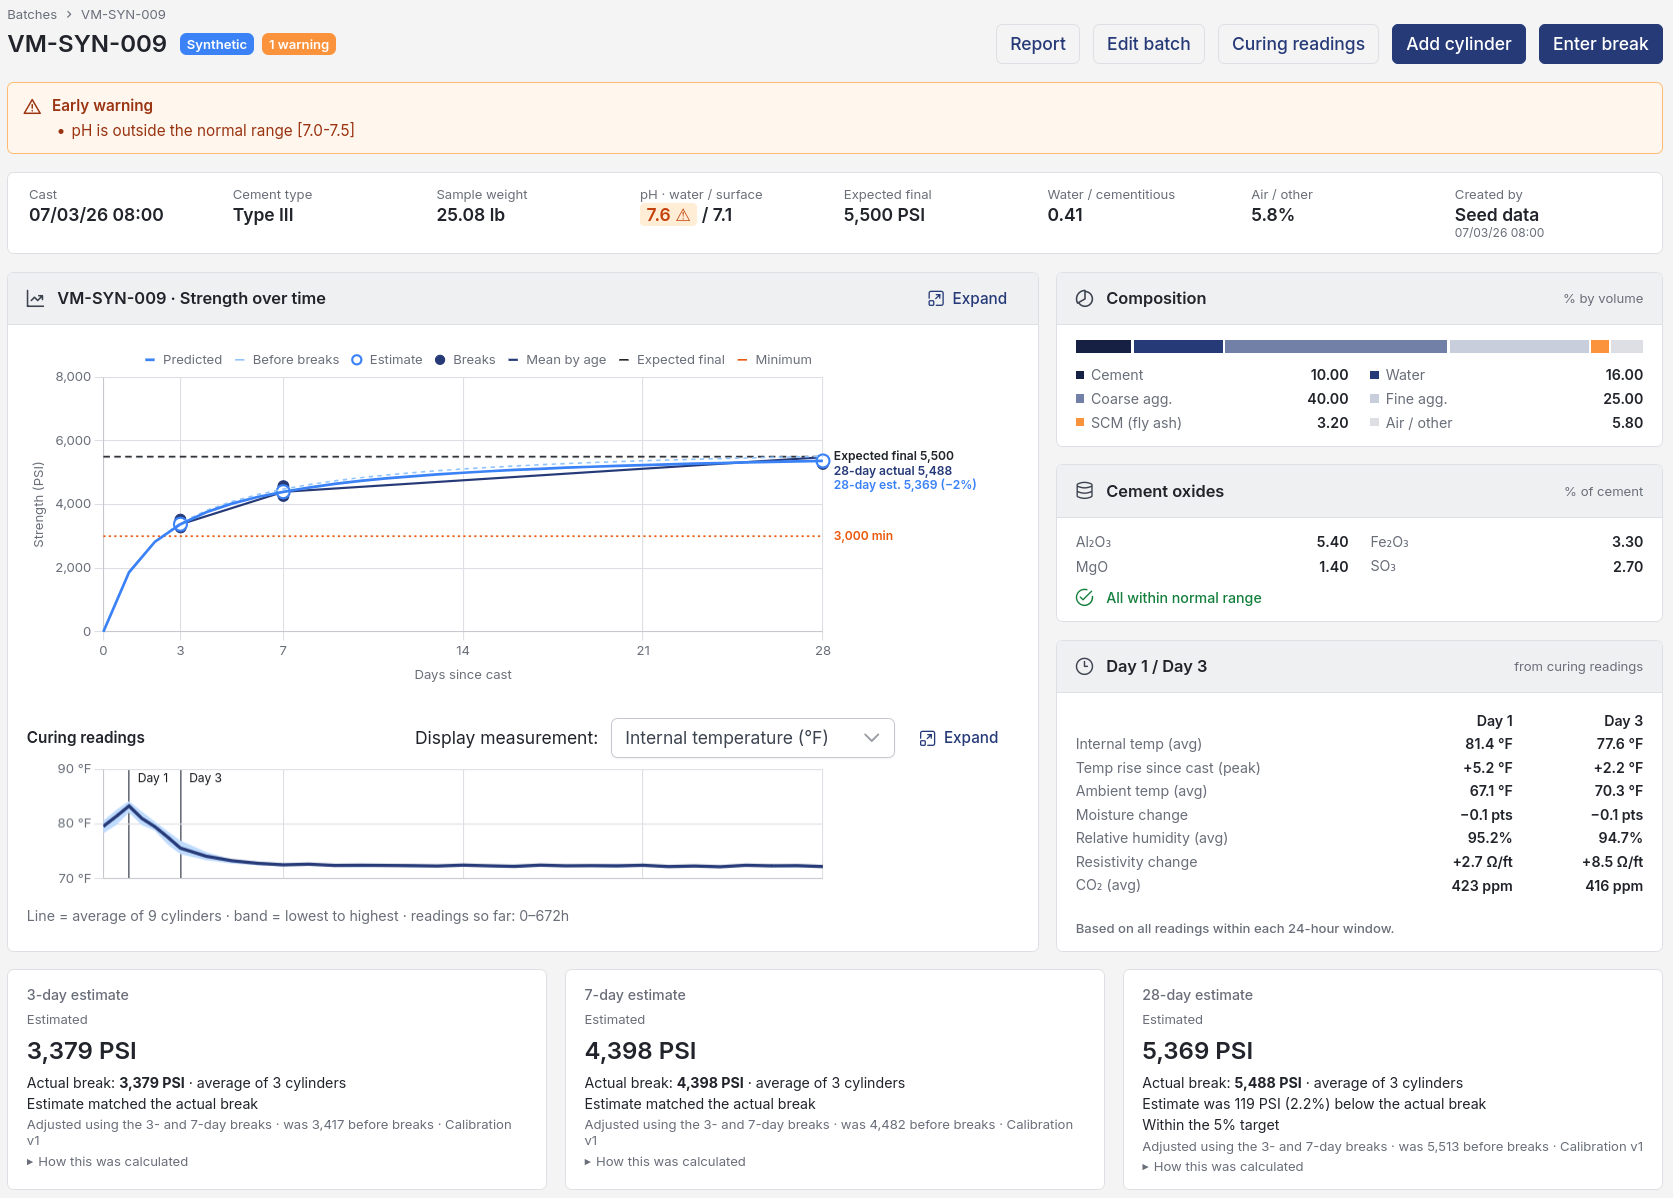 Batches › VM-SYN-009
VM-SYN-009 Synthetic 1 warning
Report Edit batch Curing readings Add cylinder Enter break
Early warning
• pH is outside the normal range [7.0-7.5]
Cast Cement type Sample weight pH · water / surface Expected final Water / cementitious Air / other Created by
07/03/26 08:00 Type III 25.08 lb 7.6 ⚠ / 7.1 5,500 PSI 0.41 5.8% Seed data
07/03/26 08:00
VM-SYN-009 · Strength over time Expand
Predicted Before breaks Estimate Breaks Mean by age Expected final Minimum
8,000
6,000
4,000
2,000
0
Strength (PSI)
Expected final 5,500
28-day actual 5,488
28-day est. 5,369 (−2%)
3,000 min
0 3 7 14 21 28
Days since cast
Curing readings Display measurement: Internal temperature (°F) Expand
90 °F
80 °F
70 °F
Day 1 Day 3
Line = average of 9 cylinders · band = lowest to highest · readings so far: 0–672h
Composition % by volume
Cement 10.00 Water 16.00
Coarse agg. 40.00 Fine agg. 25.00
SCM (fly ash) 3.20 Air / other 5.80
Cement oxides % of cement
Al₂O₃ 5.40 Fe₂O₃ 3.30
MgO 1.40 SO₃ 2.70
All within normal range
Day 1 / Day 3 from curing readings
Day 1 Day 3
Internal temp (avg) 81.4 °F 77.6 °F
Temp rise since cast (peak) +5.2 °F +2.2 °F
Ambient temp (avg) 67.1 °F 70.3 °F
Moisture change −0.1 pts −0.1 pts
Relative humidity (avg) 95.2% 94.7%
Resistivity change +2.7 Ω/ft +8.5 Ω/ft
CO₂ (avg) 423 ppm 416 ppm
Based on all readings within each 24-hour window.
3-day estimate
Estimated
3,379 PSI
Actual break: 3,379 PSI · average of 3 cylinders
Estimate matched the actual break
Adjusted using the 3- and 7-day breaks · was 3,417 before breaks · Calibration
v1
▸ How this was calculated
7-day estimate
Estimated
4,398 PSI
Actual break: 4,398 PSI · average of 3 cylinders
Estimate matched the actual break
Adjusted using the 3- and 7-day breaks · was 4,482 before breaks · Calibration
v1
▸ How this was calculated
28-day estimate
Estimated
5,369 PSI
Actual break: 5,488 PSI · average of 3 cylinders
Estimate was 119 PSI (2.2%) below the actual break
Within the 5% target
Adjusted using the 3- and 7-day breaks · was 5,513 before breaks · Calibration v1
▸ How this was calculated